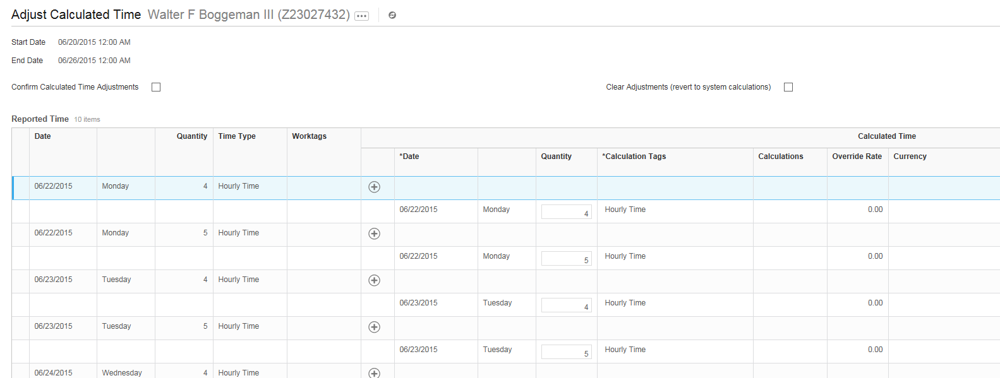 Adjust Calculated Time Walter F Boggeman III (Z23027432)
Start Date 06/20/2015 12:00 AM
End Date 06/26/2015 12:00 AM
Confirm Calculated Time Adjustments Clear Adjustments (revert to system calculations)
Reported Time 10 items
Date Quantity Time Type Worktags Calculated Time
*Date Quantity *Calculation Tags Calculations Override Rate Currency
06/22/2015 Monday 4 Hourly Time
06/22/2015 Monday 4 Hourly Time 0.00
06/22/2015 Monday 5 Hourly Time
06/22/2015 Monday 5 Hourly Time 0.00
06/23/2015 Tuesday 4 Hourly Time
06/23/2015 Tuesday 4 Hourly Time 0.00
06/23/2015 Tuesday 5 Hourly Time
06/23/2015 Tuesday 5 Hourly Time 0.00
06/24/2015 Wednesday 4 Hourly Time